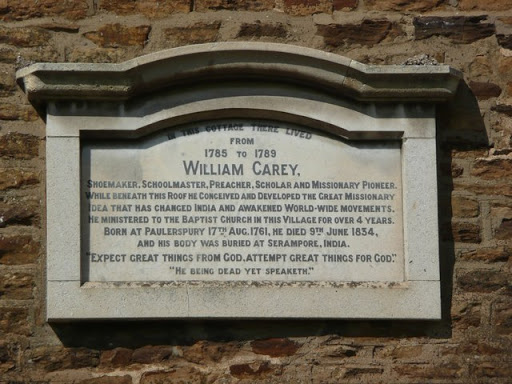 IN THIS COTTAGE THERE LIVED
FROM
1785 TO 1789
WILLIAM CAREY.
SHOEMAKER, SCHOOLMASTER, PREACHER, SCHOLAR AND MISSIONARY PIONEER.
WHILE BENEATH THIS ROOF HE CONCEIVED AND DEVELOPED THE GREAT MISSIONARY
IDEA THAT HAS CHANGED INDIA AND AWAKENED WORLD-WIDE MOVEMENTS.
HE MINISTERED TO THE BAPTIST CHURCH IN THIS VILLAGE FOR OVER 4 YEARS.
BORN AT PAULERSPURY 17TH AUG. 1761, HE DIED 9TH JUNE 1834,
AND HIS BODY WAS BURIED AT SERAMPORE, INDIA.
"EXPECT GREAT THINGS FROM GOD, ATTEMPT GREAT THINGS FOR GOD."
"HE BEING DEAD YET SPEAKETH."